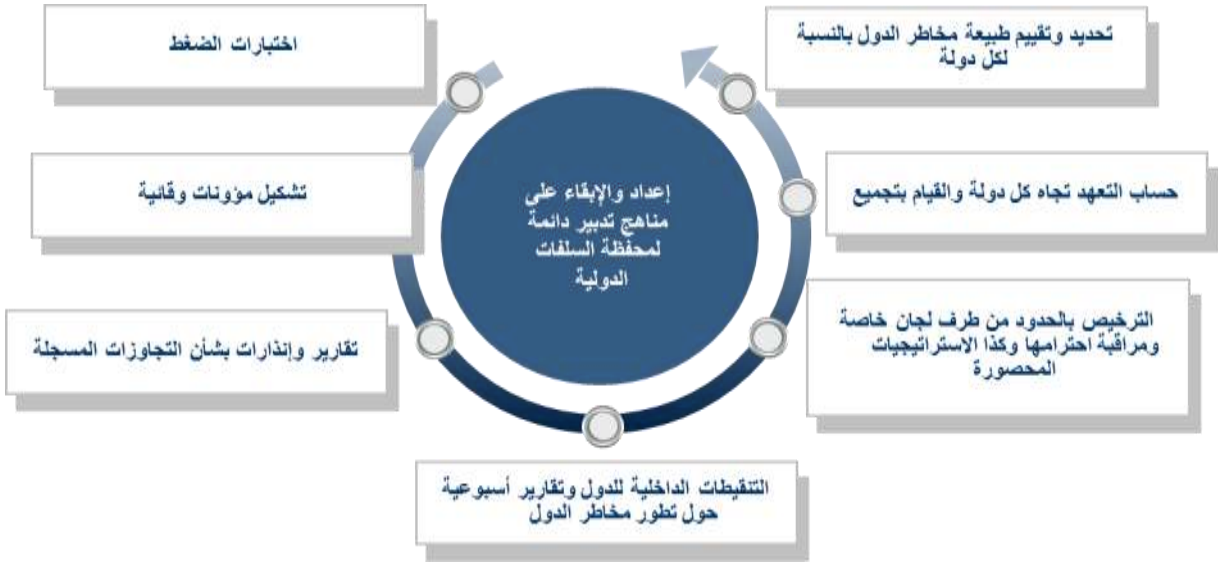 تحديد وتقييم طبيعة مخاطر الدول بالنسبة
لكل دولة
حساب التعهد تجاه كل دولة والقيام بتجميع
الترخيص بالحدود من طرف لجان خاصة
ومراقبة احترامها وكذا الاستراتيجيات
المحصورة
التنقيطات الداخلية للدول وتقارير أسبوعية
حول تطور مخاطر الدول
تقارير وإنذارات بشأن التجاوزات المسجلة
تشكيل مؤونات وقائية
اختبارات الضغط
إعداد والإبقاء على
مناهج تدبير دائمة
لمحفظة السلفات
الدولية